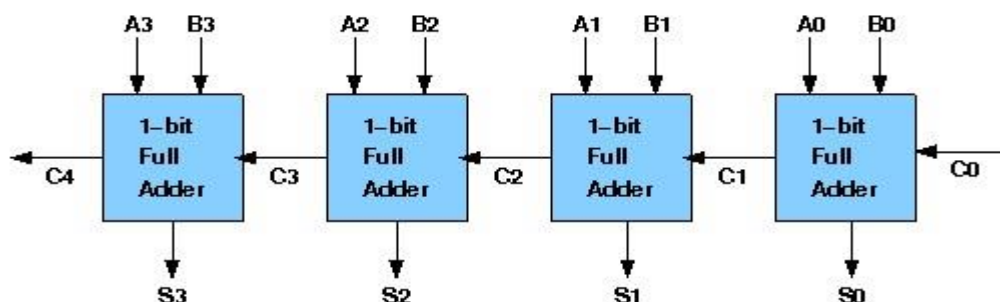 A3 B3 A2 B2 A1 B1 A0 B0
1-bit Full Adder
1-bit Full Adder
1-bit Full Adder
1-bit Full Adder
C4 C3 C2 C1 C0
S3 S2 S1 S0